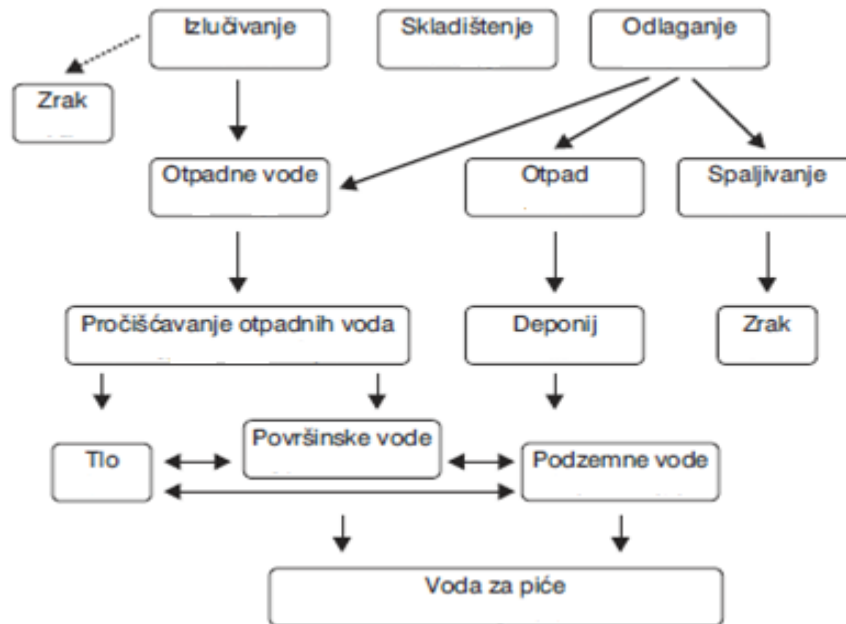 Izlučivanje
Skladištenje
Odlaganje
Zrak
Otpadne vode
Otpad
Spaljivanje
Pročišćavanje otpadnih voda
Deponij
Zrak
Tlo
Površinske vode
Podzemne vode
Voda za piće